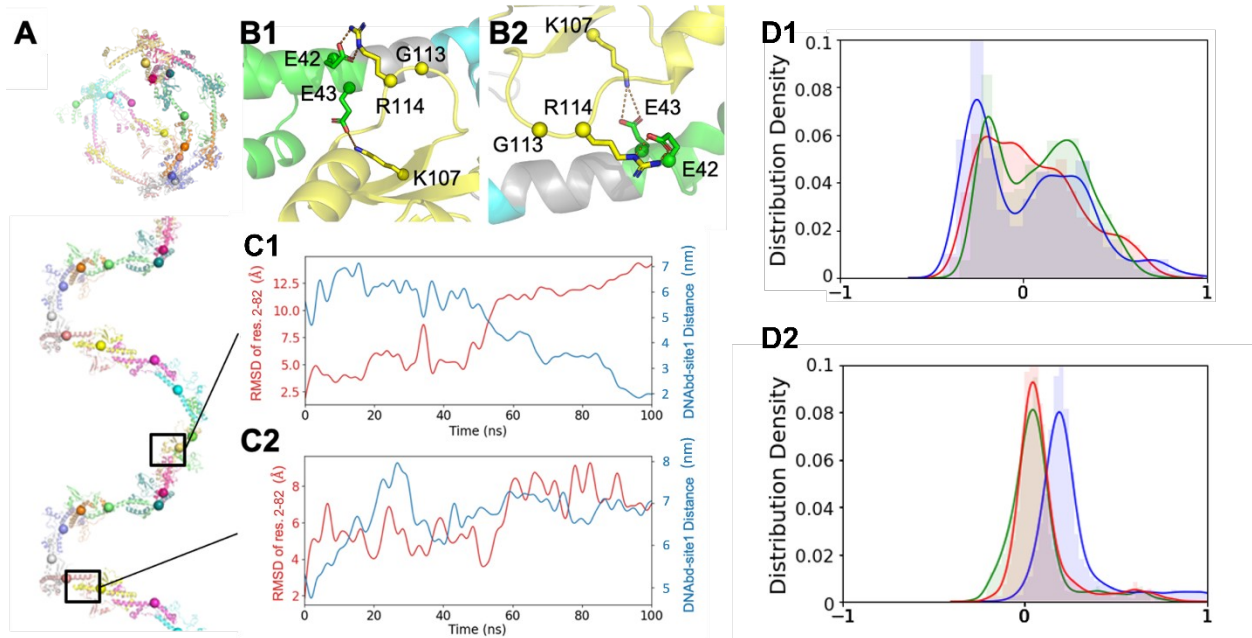 A
B1
E42
G113
E43
R114
K107
B2
K107
R114
E43
G113
E42
C1
RMSD of res. 2-82 (Å)
12.5
10.0
7.5
5.0
2.5
7
6
5
4
3
2
DNAbd-site1 Distance (nm)
0 20 40 60 80 100
Time (ns)
C2
RMSD of res. 2-82 (Å)
8
6
4
2
8
7
6
5
DNAbd-site1 Distance (nm)
0 20 40 60 80 100
Time (ns)
D1
Distribution Density
0.1
0.08
0.06
0.04
0.02
0
-1 0 1
D2
Distribution Density
0.1
0.08
0.06
0.04
0.02
0
-1 0 1